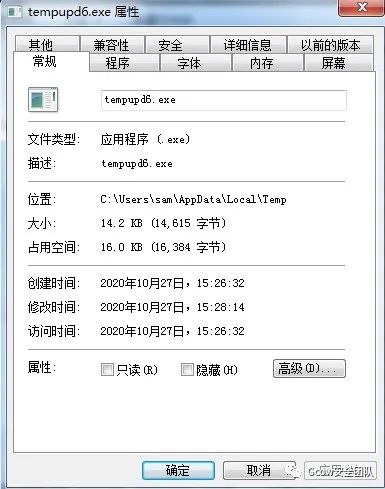 tempupd6.exe 属性
其他 兼容性 安全 详细信息 以前的版本
常规 程序 字体 内存 屏幕
tempupd6.exe
文件类型: 应用程序 (.exe)
描述: tempupd6.exe
位置: C:\Users\sam\AppData\Local\Temp
大小: 14.2 KB (14,615 字节)
占用空间: 16.0 KB (16,384 字节)
创建时间: 2020年10月27日，15:26:32
修改时间: 2020年10月27日，15:28:14
访问时间: 2020年10月27日，15:26:32
属性: 只读(R) 隐藏(H) 高级(D)...
确定 取消
Gcow安全团队